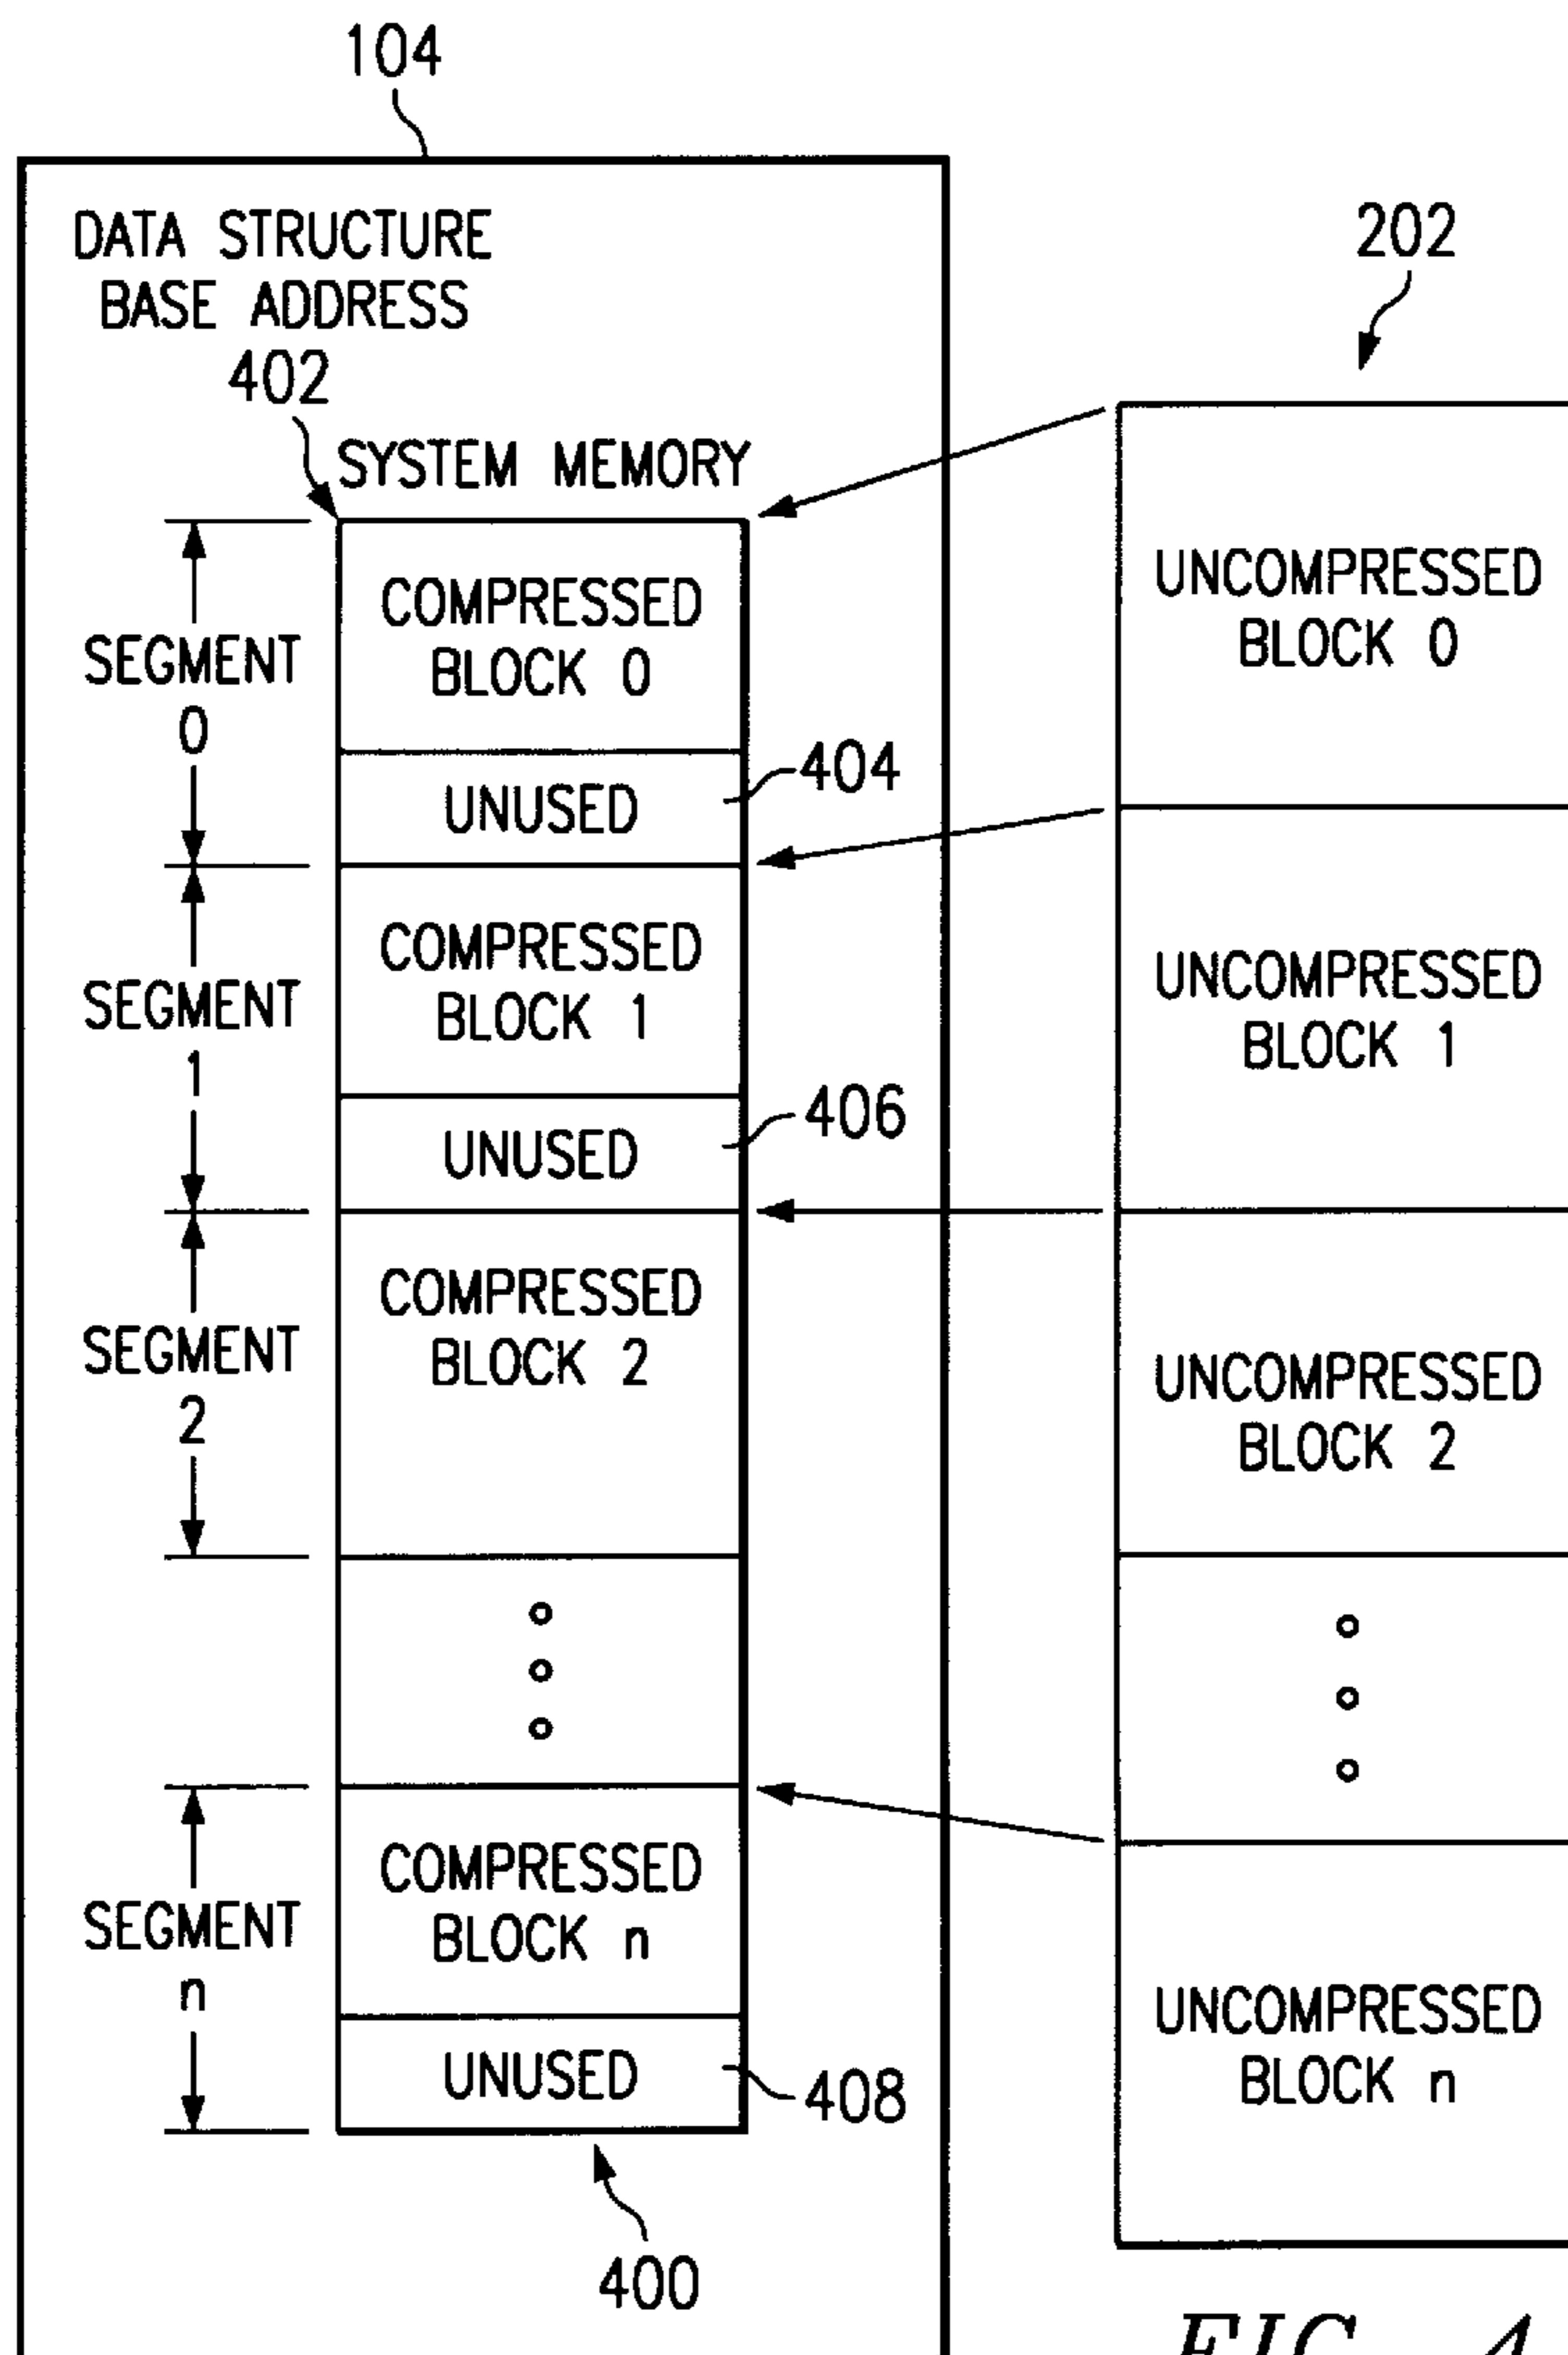 104
DATA STRUCTURE
BASE ADDRESS
402
SYSTEM MEMORY
202
COMPRESSED
BLOCK 0
SEGMENT
0
UNUSED
404
UNCOMPRESSED
BLOCK 0
COMPRESSED
BLOCK 1
SEGMENT
1
UNUSED
406
UNCOMPRESSED
BLOCK 1
COMPRESSED
BLOCK 2
SEGMENT
2
UNCOMPRESSED
BLOCK 2
COMPRESSED
BLOCK n
SEGMENT
n
UNUSED
408
UNCOMPRESSED
BLOCK n
400
FIG. 4